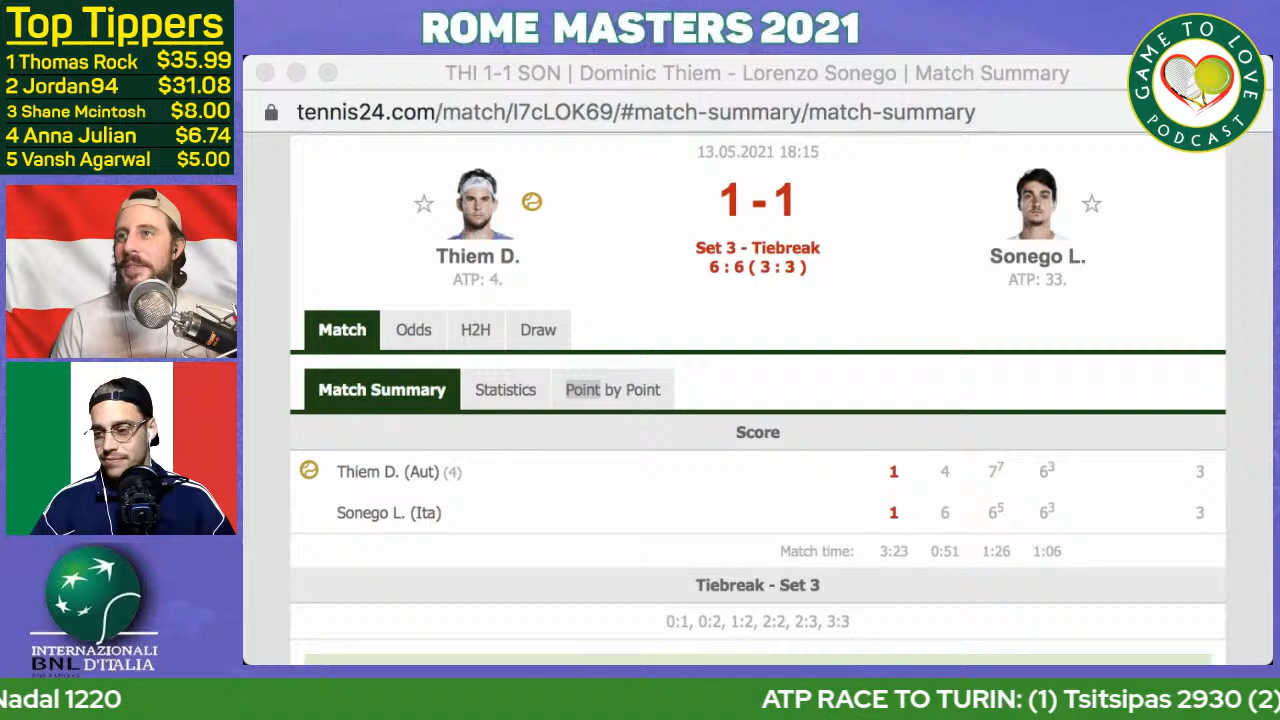 Top Tippers
1 Thomas Rock $35.99
2 Jordan94 $31.08
3 Shane Mcintosh $8.00
4 Anna Julian $6.74
5 Vansh Agarwal $5.00
ROME MASTERS 2021
GAME TO LOVE
PODCAST
THI 1-1 SON | Dominic Thiem - Lorenzo Sonego | Match Summary
tennis24.com/match/I7cLOK69/#match-summary/match-summary
13.05.2021 18:15
1 - 1
Set 3 - Tiebreak
6 : 6 ( 3 : 3 )
Thiem D.
ATP: 4.
Sonego L.
ATP: 33.
Match Odds H2H Draw
Match Summary Statistics Point by Point
Score
Thiem D. (Aut) (4) 1 4 7⁷ 6³ 3
Sonego L. (Ita) 1 6 6⁵ 6³ 3
Match time: 3:23 0:51 1:26 1:06
Tiebreak - Set 3
0:1, 0:2, 1:2, 2:2, 2:3, 3:3
INTERNAZIONALI
BNL D'ITALIA
Nadal 1220 ATP RACE TO TURIN: (1) Tsitsipas 2930 (2)